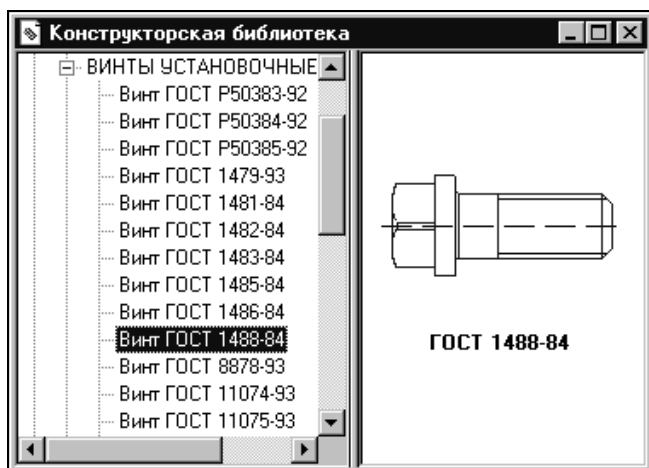 Конструкторская библиотека
ВИНТЫ УСТАНОВОЧНЫЕ
Винт ГОСТ Р50383-92
Винт ГОСТ Р50384-92
Винт ГОСТ Р50385-92
Винт ГОСТ 1479-93
Винт ГОСТ 1481-84
Винт ГОСТ 1482-84
Винт ГОСТ 1483-84
Винт ГОСТ 1485-84
Винт ГОСТ 1486-84
Винт ГОСТ 1488-84
Винт ГОСТ 8878-93
Винт ГОСТ 11074-93
Винт ГОСТ 11075-93
ГОСТ 1488-84